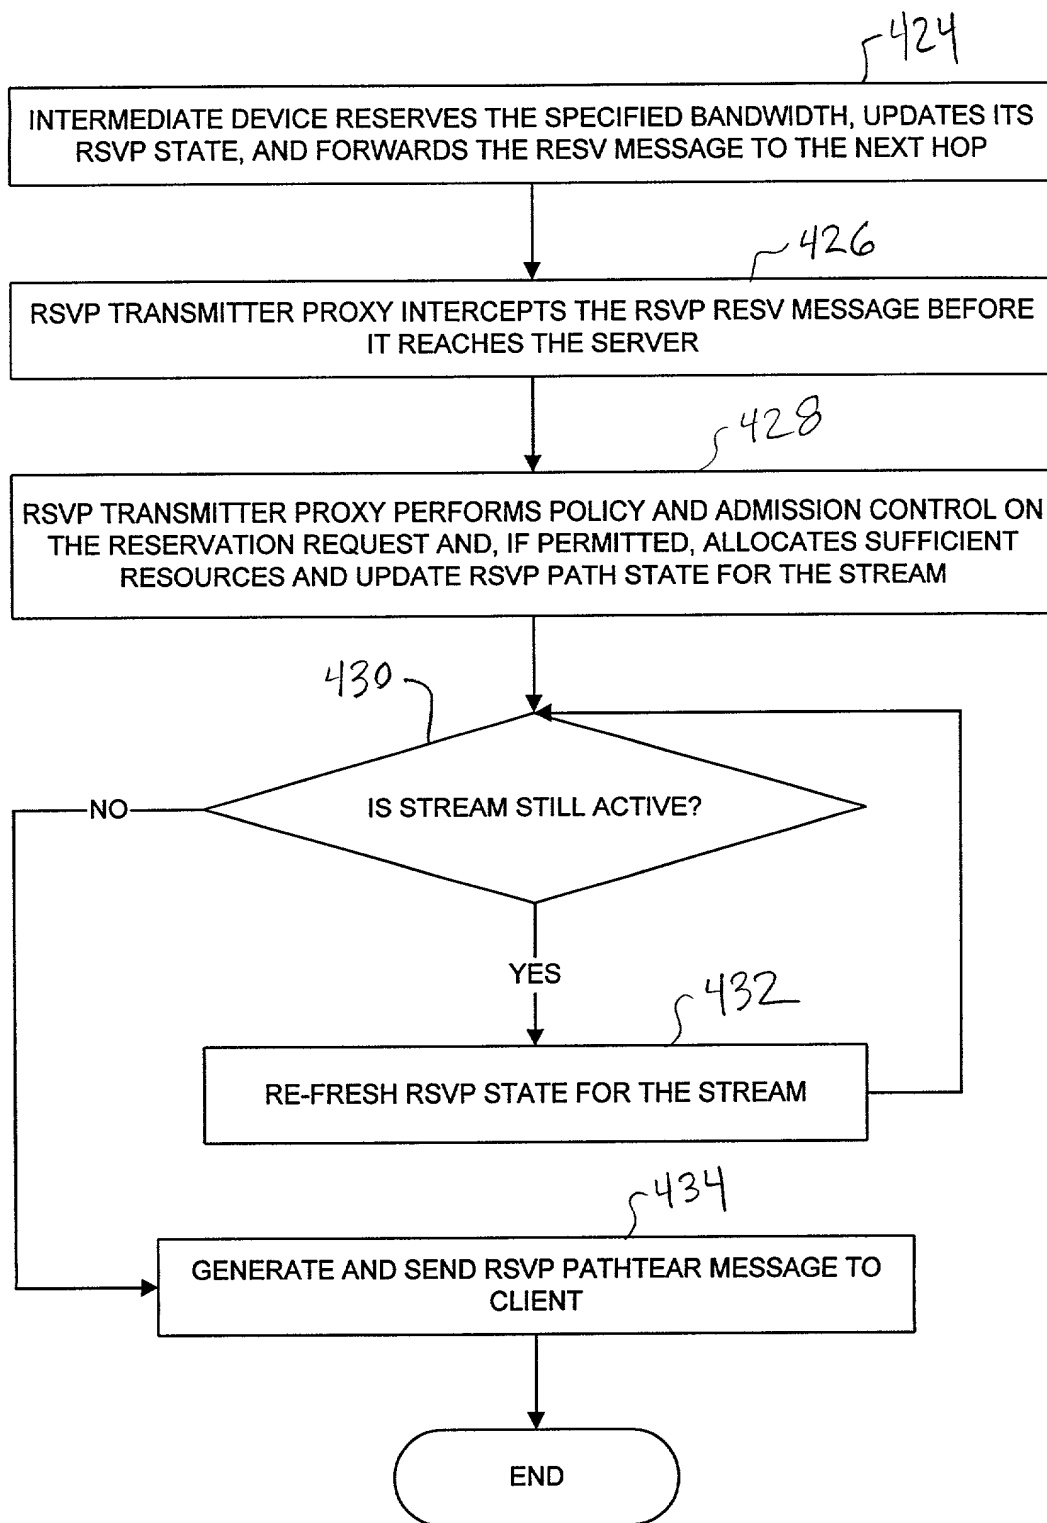 424
INTERMEDIATE DEVICE RESERVES THE SPECIFIED BANDWIDTH, UPDATES ITS
RSVP STATE, AND FORWARDS THE RESV MESSAGE TO THE NEXT HOP
426
RSVP TRANSMITTER PROXY INTERCEPTS THE RSVP RESV MESSAGE BEFORE
IT REACHES THE SERVER
428
RSVP TRANSMITTER PROXY PERFORMS POLICY AND ADMISSION CONTROL ON
THE RESERVATION REQUEST AND, IF PERMITTED, ALLOCATES SUFFICIENT
RESOURCES AND UPDATE RSVP PATH STATE FOR THE STREAM
430
IS STREAM STILL ACTIVE?
NO
YES
432
RE-FRESH RSVP STATE FOR THE STREAM
434
GENERATE AND SEND RSVP PATHTEAR MESSAGE TO
CLIENT
END